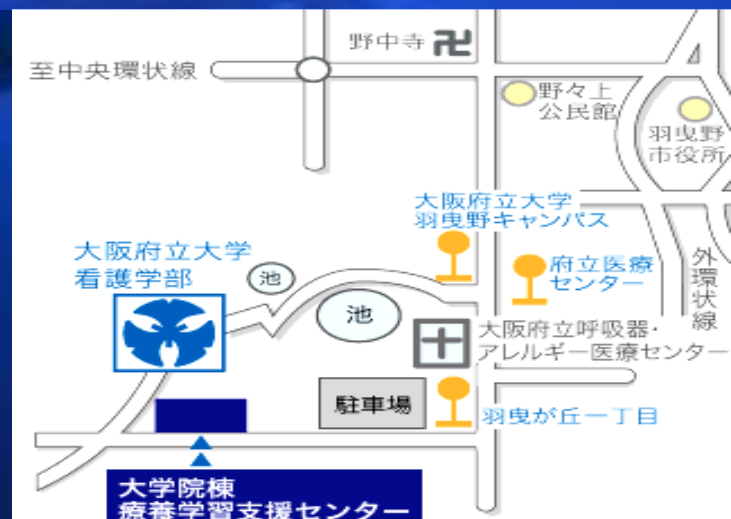 野中寺
至中央環状線
野々上
公民館
羽曳野
市役所
大阪府立大学
羽曳野キャンパス
大阪府立大学
看護学部
池
府立医療
センター
外環状線
池
大阪府立呼吸器・
アレルギー医療センター
駐車場
羽曳が丘一丁目
大学院棟
療養学習支援センター